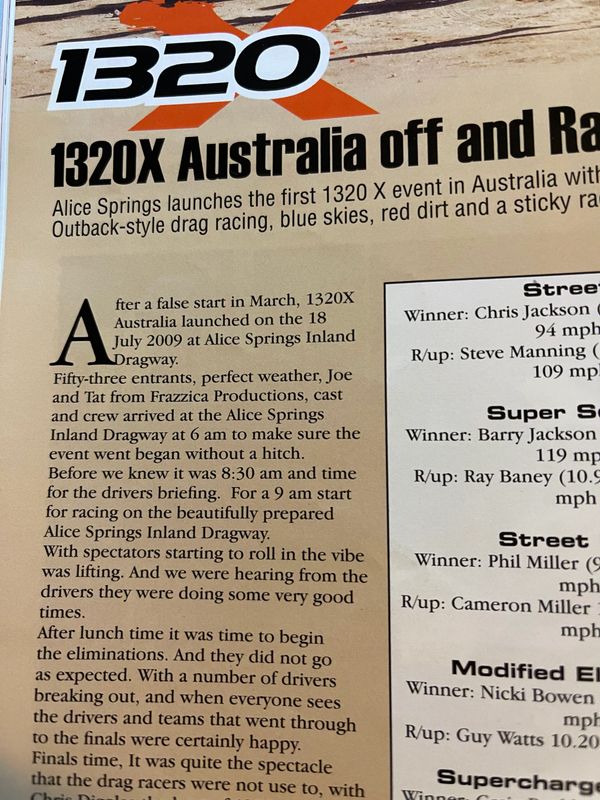 1320X
1320X Australia off and Ra
Alice Springs launches the first 1320 X event in Australia with
Outback-style drag racing, blue skies, red dirt and a sticky ra
After a false start in March, 1320X
Australia launched on the 18
July 2009 at Alice Springs Inland
Dragway.
Fifty-three entrants, perfect weather, Joe
and Tat from Frazzica Productions, cast
and crew arrived at the Alice Springs
Inland Dragway at 6 am to make sure the
event went began without a hitch.
Before we knew it was 8:30 am and time
for the drivers briefing.  For a 9 am start
for racing on the beautifully prepared
Alice Springs Inland Dragway.
With spectators starting to roll in the vibe
was lifting. And we were hearing from the
drivers they were doing some very good
times.
After lunch time it was time to begin
the eliminations. And they did not go
as expected. With a number of drivers
breaking out, and when everyone sees
the drivers and teams that went through
to the finals were certainly happy.
Finals time, It was quite the spectacle
that the drag racers were not use to, with
Street
Winner: Chris Jackson (
94 mph
R/up: Steve Manning (
109 mp
Super S
Winner: Barry Jackson
119 mp
R/up: Ray Baney (10.9
mph
Street
Winner: Phil Miller (9
mph
R/up: Cameron Miller
mph
Modified El
Winner: Nicki Bowen
mph
R/up: Guy Watts 10.20
mph
Supercharge
Winner: